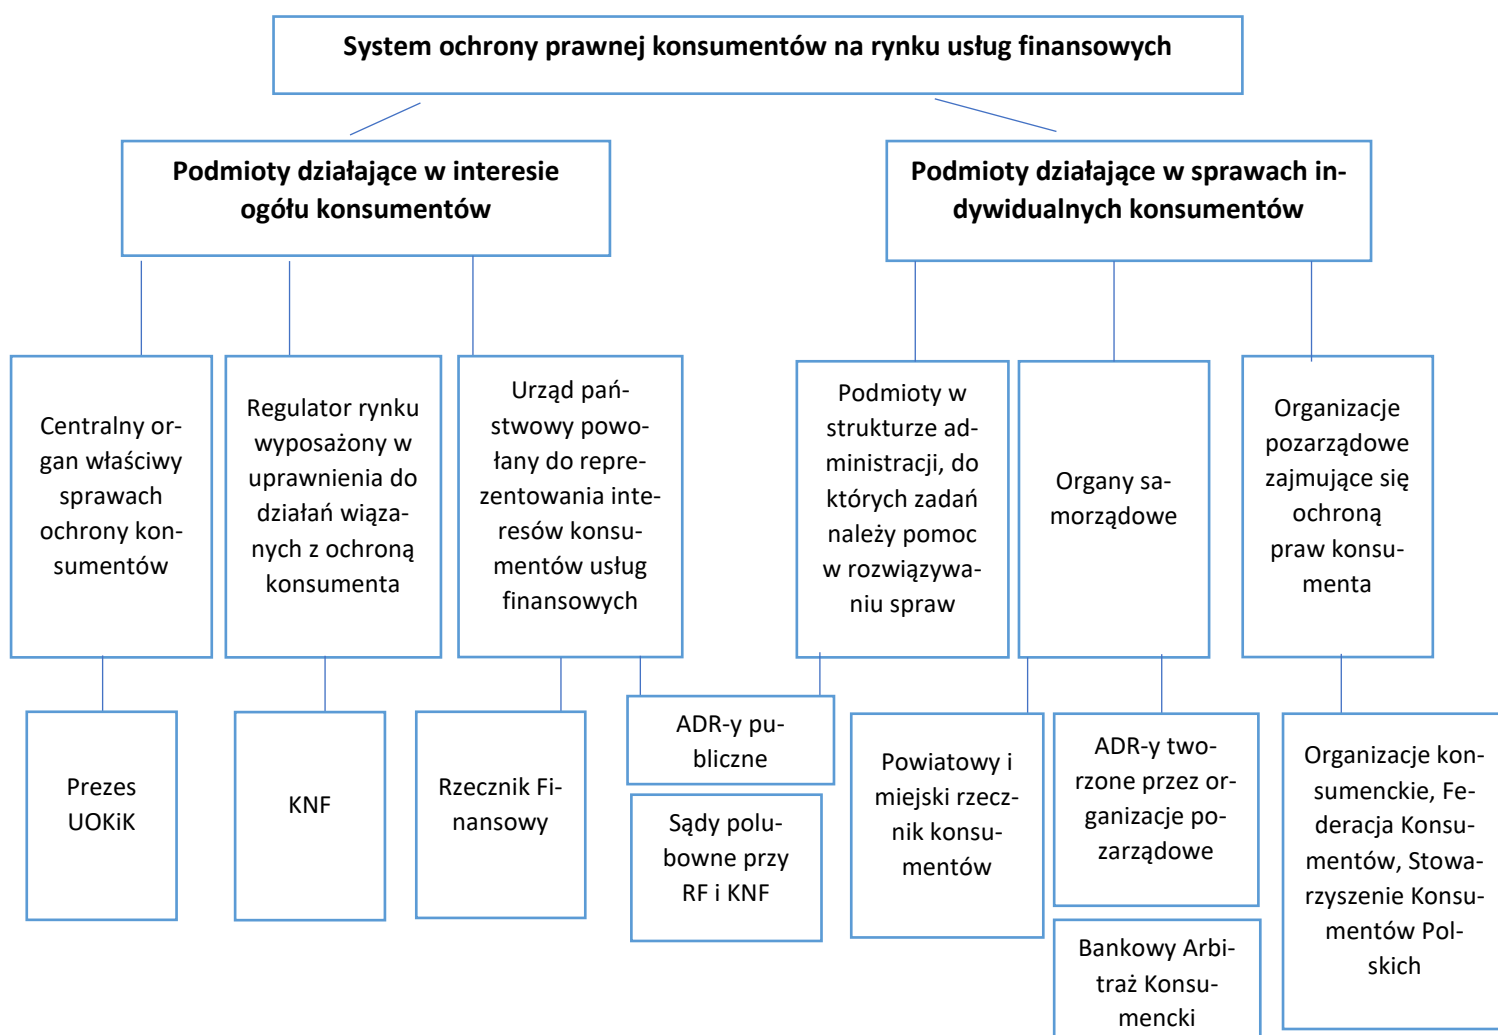 System ochrony prawnej konsumentów na rynku usług finansowych
Podmioty działające w interesie
ogółu konsumentów
Podmioty działające w sprawach in-
dywidualnych konsumentów
Centralny or-
gan właściwy
sprawach
ochrony kon-
sumentów
Regulator rynku
wyposażony w
uprawnienia do
działań wiąza-
nych z ochroną
konsumenta
Urząd pań-
stwowy powo-
łany do repre-
zentowania inte-
resów konsu-
mentów usług
finansowych
Podmioty w
strukturze ad-
ministracji, do
których zadań
należy pomoc
w rozwiązywa-
niu spraw
Organy sa-
morządowe
Organizacje
pozarządowe
zajmujące się
ochroną
praw konsu-
menta
Prezes
UOKiK
KNF
Rzecznik Fi-
nansowy
ADR-y pu-
bliczne
Sądy polu-
bowne przy
RF i KNF
Powiatowy i
miejski rzecz-
nik konsu-
mentów
ADR-y two-
rzone przez or-
ganizacje po-
zarządowe
Bankowy Arbi-
traż Konsu-
mencki
Organizacje kon-
sumenckie, Fe-
deracja Konsu-
mentów, Stowa-
rzyszenie Konsu-
mentów Pol-
skich